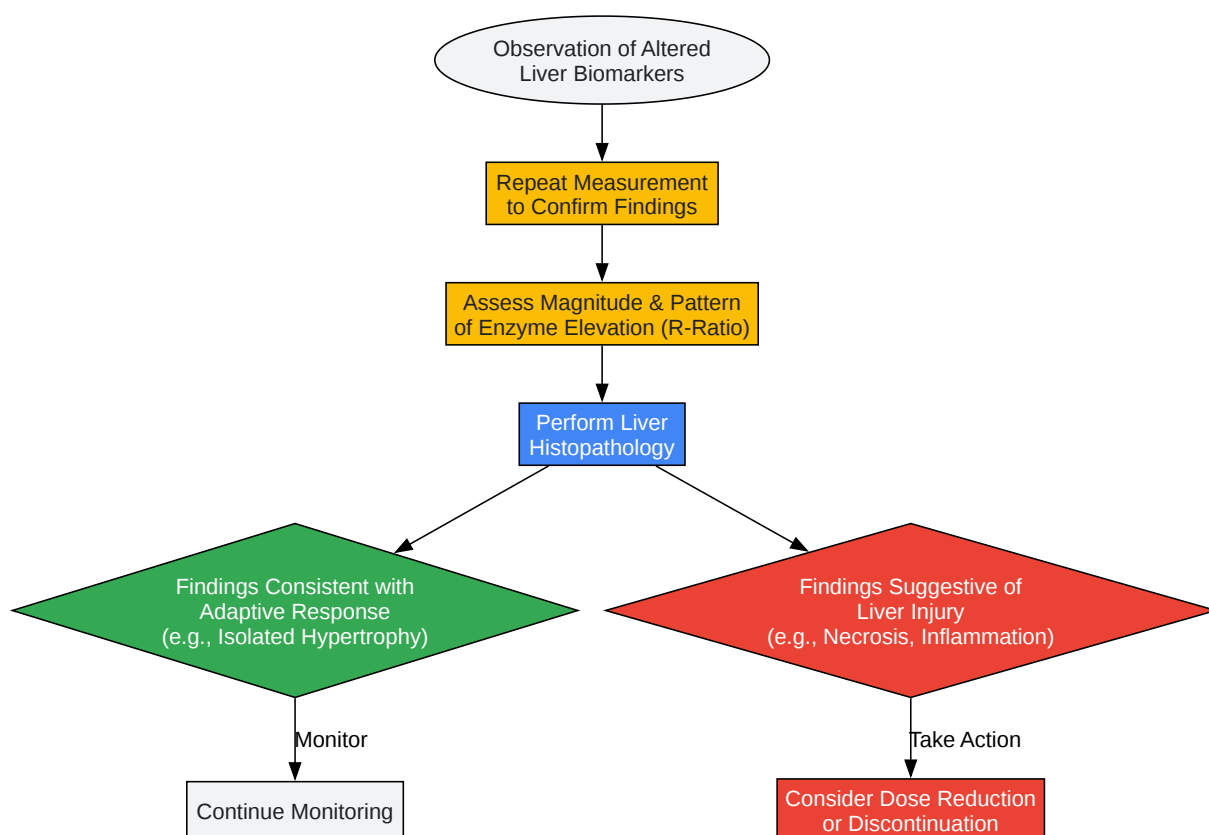 Observation of Altered
Liver Biomarkers
Repeat Measurement
to Confirm Findings
Assess Magnitude & Pattern
of Enzyme Elevation (R-Ratio)
Perform Liver
Histopathology
Findings Consistent with
Adaptive Response
(e.g., Isolated Hypertrophy)
Findings Suggestive of
Liver Injury
(e.g., Necrosis, Inflammation)
Monitor
Take Action
Continue Monitoring
Consider Dose Reduction
or Discontinuation